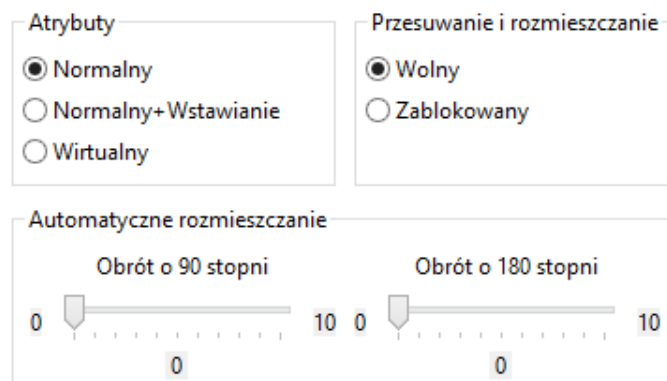 Atrybuty
Normalny
Normalny+Wstawianie
Wirtualny
Przesuwanie i rozmieszczanie
Wolny
Zablokowany
Automatyczne rozmieszczanie
Obrót o 90 stopni
0 10
0
Obrót o 180 stopni
0 10
0